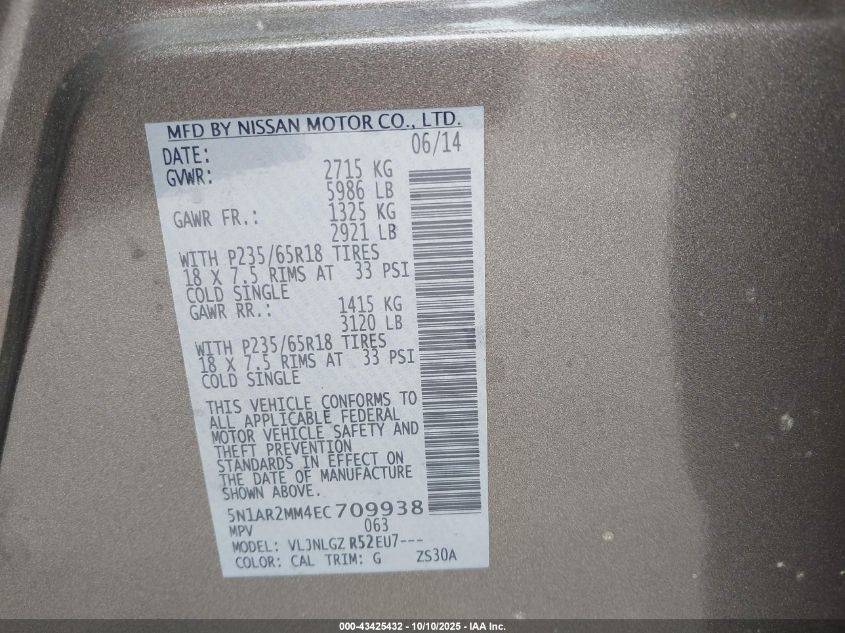 MFD BY NISSAN MOTOR CO., LTD.
DATE: 06/14
GVWR: 2715 KG
5986 LB
GAWR FR.: 1325 KG
2921 LB
WITH P235/65R18 TIRES
18 X 7.5 RIMS AT 33 PSI
COLD SINGLE
GAWR RR.: 1415 KG
3120 LB
WITH P235/65R18 TIRES
18 X 7.5 RIMS AT 33 PSI
COLD SINGLE
THIS VEHICLE CONFORMS TO
ALL APPLICABLE FEDERAL
MOTOR VEHICLE SAFETY AND
THEFT PREVENTION
STANDARDS IN EFFECT ON
THE DATE OF MANUFACTURE
SHOWN ABOVE.
5N1AR2MM4EC709938
MPV 063
MODEL: VLJNLGZ R52EU7---
COLOR: CAL TRIM: G ZS30A
000-43425432 - 10/10/2025 - IAA Inc.